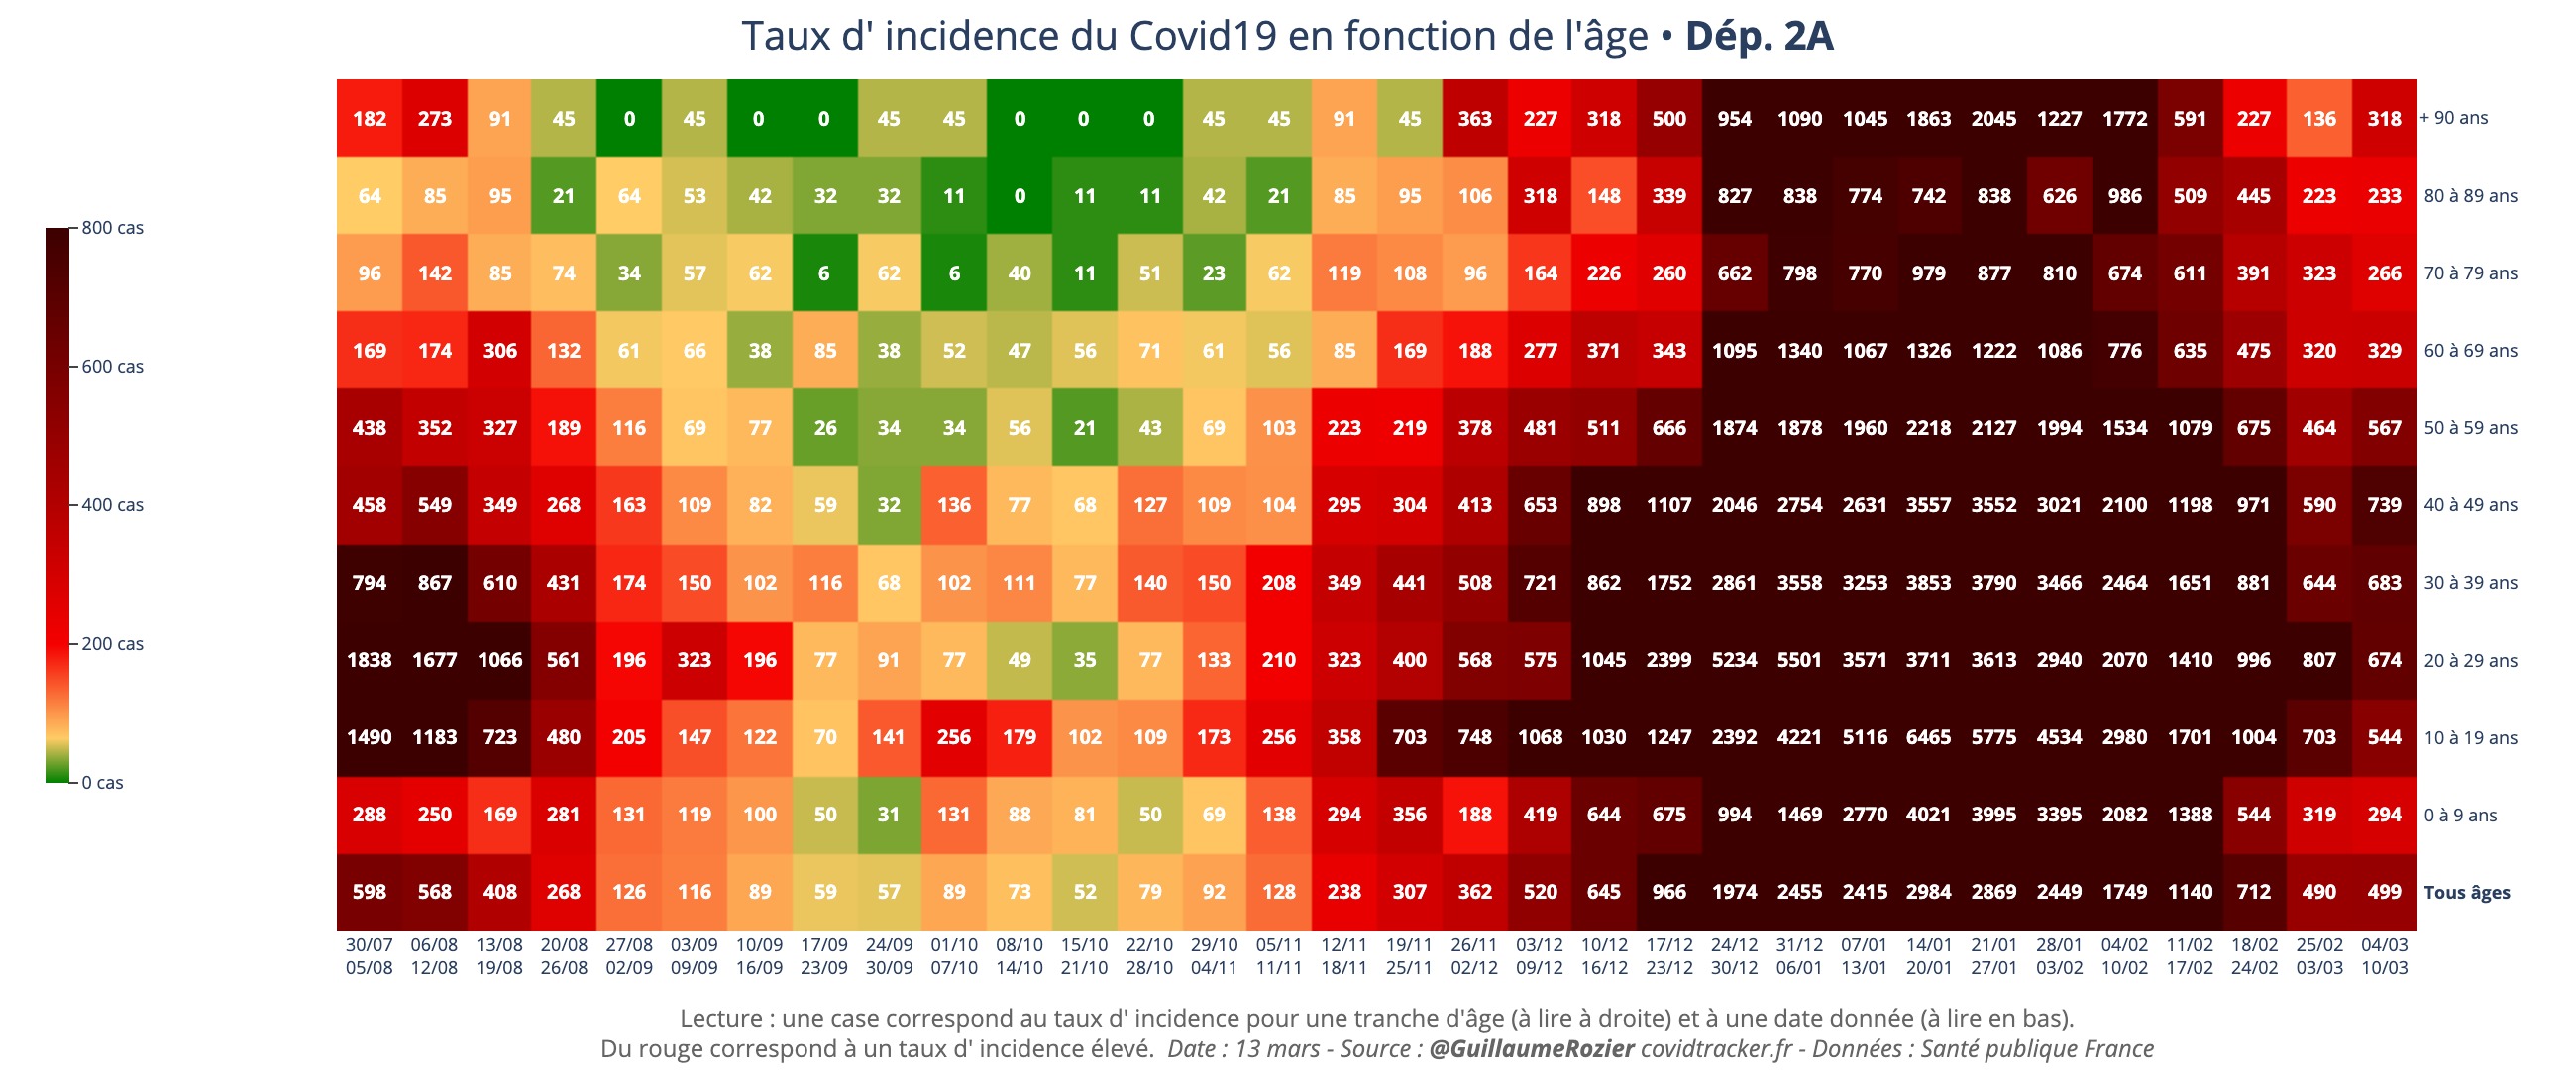 Taux d' incidence du Covid19 en fonction de l'âge • Dép. 2A
182 273 91 45 0 45 0 0 45 45 0 0 0 45 45 91 45 363 227 318 500 954 1090 1045 1863 2045 1227 1772 591 227 136 318 + 90 ans
64 85 95 21 64 53 42 32 32 11 0 11 11 42 21 85 95 106 318 148 339 827 838 774 742 838 626 986 509 445 223 233 80 à 89 ans
800 cas
96 142 85 74 34 57 62 6 62 6 40 11 51 23 62 119 108 96 164 226 260 662 798 770 979 877 810 674 611 391 323 266 70 à 79 ans
169 174 306 132 61 66 38 85 38 52 47 56 71 61 56 85 169 188 277 371 343 1095 1340 1067 1326 1222 1086 776 635 475 320 329 60 à 69 ans
600 cas
438 352 327 189 116 69 77 26 34 34 56 21 43 69 103 223 219 378 481 511 666 1874 1878 1960 2218 2127 1994 1534 1079 675 464 567 50 à 59 ans
400 cas
458 549 349 268 163 109 82 59 32 136 77 68 127 109 104 295 304 413 653 898 1107 2046 2754 2631 3557 3552 3021 2100 1198 971 590 739 40 à 49 ans
794 867 610 431 174 150 102 116 68 102 111 77 140 150 208 349 441 508 721 862 1752 2861 3558 3253 3853 3790 3466 2464 1651 881 644 683 30 à 39 ans
200 cas
1838 1677 1066 561 196 323 196 77 91 77 49 35 77 133 210 323 400 568 575 1045 2399 5234 5501 3571 3711 3613 2940 2070 1410 996 807 674 20 à 29 ans
1490 1183 723 480 205 147 122 70 141 256 179 102 109 173 256 358 703 748 1068 1030 1247 2392 4221 5116 6465 5775 4534 2980 1701 1004 703 544 10 à 19 ans
0 cas
288 250 169 281 131 119 100 50 31 131 88 81 50 69 138 294 356 188 419 644 675 994 1469 2770 4021 3995 3395 2082 1388 544 319 294 0 à 9 ans
598 568 408 268 126 116 89 59 57 89 73 52 79 92 128 238 307 362 520 645 966 1974 2455 2415 2984 2869 2449 1749 1140 712 490 499 Tous âges
30/07 06/08 13/08 20/08 27/08 03/09 10/09 17/09 24/09 01/10 08/10 15/10 22/10 29/10 05/11 12/11 19/11 26/11 03/12 10/12 17/12 24/12 31/12 07/01 14/01 21/01 28/01 04/02 11/02 18/02 25/02 04/03
05/08 12/08 19/08 26/08 02/09 09/09 16/09 23/09 30/09 07/10 14/10 21/10 28/10 04/11 11/11 18/11 25/11 02/12 09/12 16/12 23/12 30/12 06/01 13/01 20/01 27/01 03/02 10/02 17/02 24/02 03/03 10/03
Lecture : une case correspond au taux d' incidence pour une tranche d'âge (à lire à droite) et à une date donnée (à lire en bas).
Du rouge correspond à un taux d' incidence élevé. Date : 13 mars - Source : @GuillaumeRozier covidtracker.fr - Données : Santé publique France